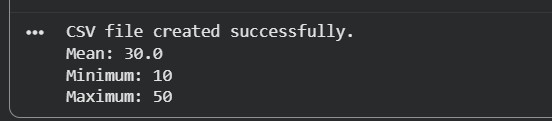 CSV file created successfully.
Mean: 30.0
Minimum: 10
Maximum: 50